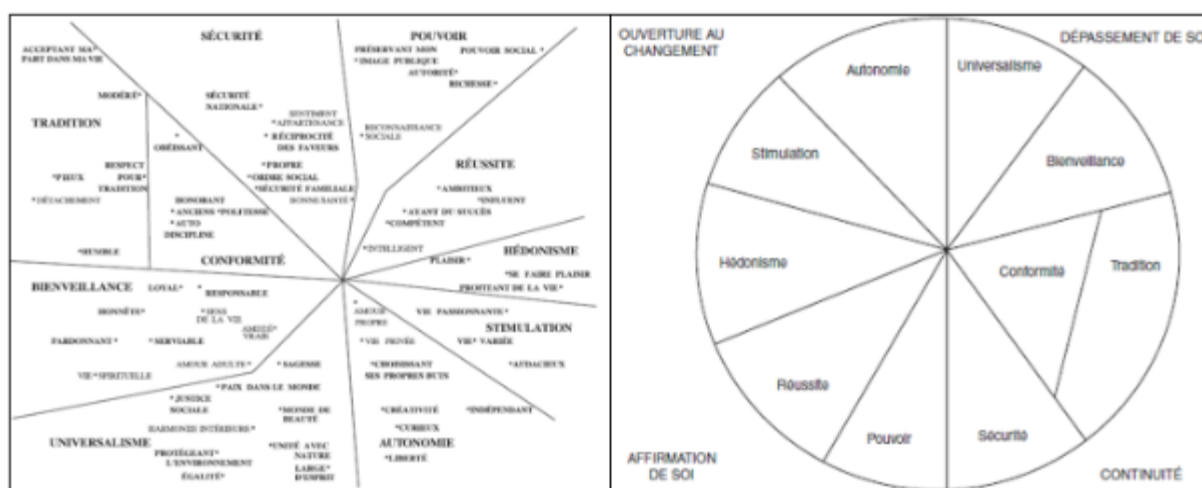 SÉCURITÉ
POUVOIR
ACCEPTANT MA*
PART DANS MA VIE
PRÉSERVANT MON
* IMAGE PUBLIQUE
POUVOIR SOCIAL *
AUTORITÉ*
RICHESSE*
MODÉRÉ*
SÉCURITÉ
NATIONALE*
SENTIMENT
*APPARTENANCE
RECONNAISSANCE
*SOCIALE
TRADITION
*
OBÉISSANT
* RÉCIPROCITÉ
DES FAVEURS
RÉUSSITE
RESPECT
*PIEUX POUR*
TRADITION
*DÉTACHEMENT
*PROPRE
*ORDRE SOCIAL
*SÉCURITÉ FAMILIALE
BONNE SANTÉ*
*AMBITIEUX
*INFLUENT
*AYANT DU SUCCÈS
*COMPÉTENT
HONORANT
*ANCIENS *POLITESSE
*AUTO
DISCIPLINE
*HUMBLE
CONFORMITÉ
*INTELLIGENT
PLAISIR*
HÉDONISME
*SE FAIRE PLAISIR
PROFITANT DE LA VIE*
BIENVEILLANCE
LOYAL*
*
RESPONSABLE
*
AMOUR
PROPRE
VIE PASSIONNANTE*
HONNÊTE*
*SENS
DE LA VIE
AMITIÉ*
VRAIE
STIMULATION
PARDONNANT *
*SERVIABLE
*VIE PRIVÉE
VIE* VARIÉE
*AUDACIEUX
VIE*SPIRITUELLE
AMOUR ADULTE*
*SAGESSE
*CHOISISSANT
SES PROPRES BUTS
*PAIX DANS LE MONDE
*JUSTICE
SOCIALE
*MONDE DE
BEAUTÉ
*CRÉATIVITÉ
*INDÉPENDANT
HARMONIE INTÉRIEURE*
*CURIEUX
UNIVERSALISME
PROTÉGEANT*
L'ENVIRONNEMENT
*UNITÉ AVEC
NATURE
AUTONOMIE
*LIBERTÉ
ÉGALITÉ*
LARGE*
D'ESPRIT
OUVERTURE AU
CHANGEMENT
DÉPASSEMENT DE SO
Autonomie
Universalisme
Stimulation
Bienveillance
Hédonisme
Conformité
Tradition
Réussite
Pouvoir
Sécurité
AFFIRMATION
DE SOI
CONTINUITÉ